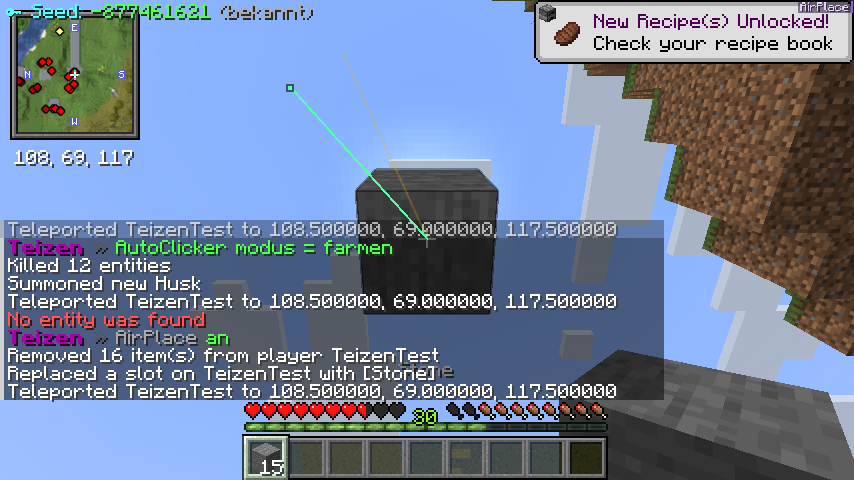 Seed: -877461621 (bekannt)
AirPlace
New Recipe(s) Unlocked!
Check your recipe book
E
N
S
W
108, 69, 117
Teleported TeizenTest to 108.500000, 69.000000, 117.500000
Teizen » AutoClicker modus = farmen
Killed 12 entities
Summoned new Husk
Teleported TeizenTest to 108.500000, 69.000000, 117.500000
No entity was found
Teizen » AirPlace an
Removed 16 item(s) from player TeizenTest
Replaced a slot on TeizenTest with [Stone]
Stone
Teleported TeizenTest to 108.500000, 69.000000, 117.500000
30
15